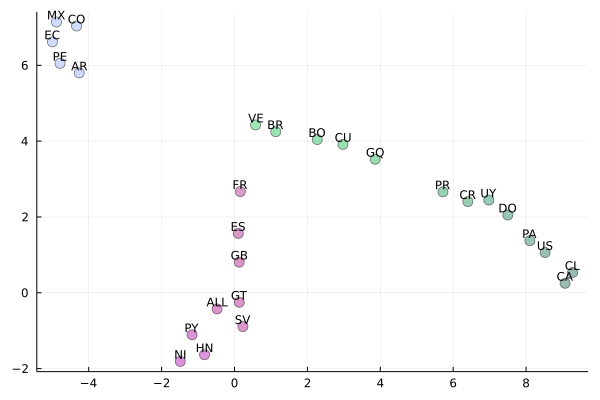 MX
CO
EC
PE
AR
6
VE
BR
BO
CU
4
GQ
FR
PR
CR
UY
DO
2
ES
PA
US
GB
CL
CA
0
GT
ALL
SV
PY
HN
NI
−2
−4
−2
0
2
4
6
8